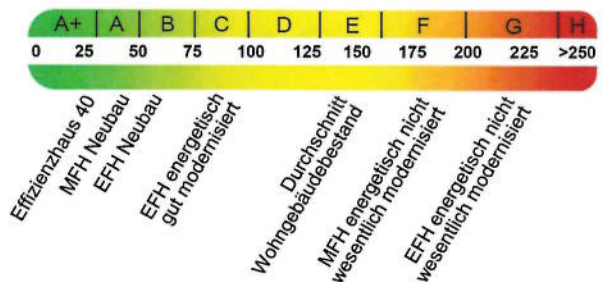 A+ A B C D E F G H
0 25 50 75 100 125 150 175 200 225 >250
Effizienzhaus 40
MFH Neubau
EFH Neubau
EFH energetisch
gut modernisiert
Durchschnitt
Wohngebäudebestand
MFH energetisch nicht
wesentlich modernisiert
EFH energetisch nicht
wesentlich modernisiert